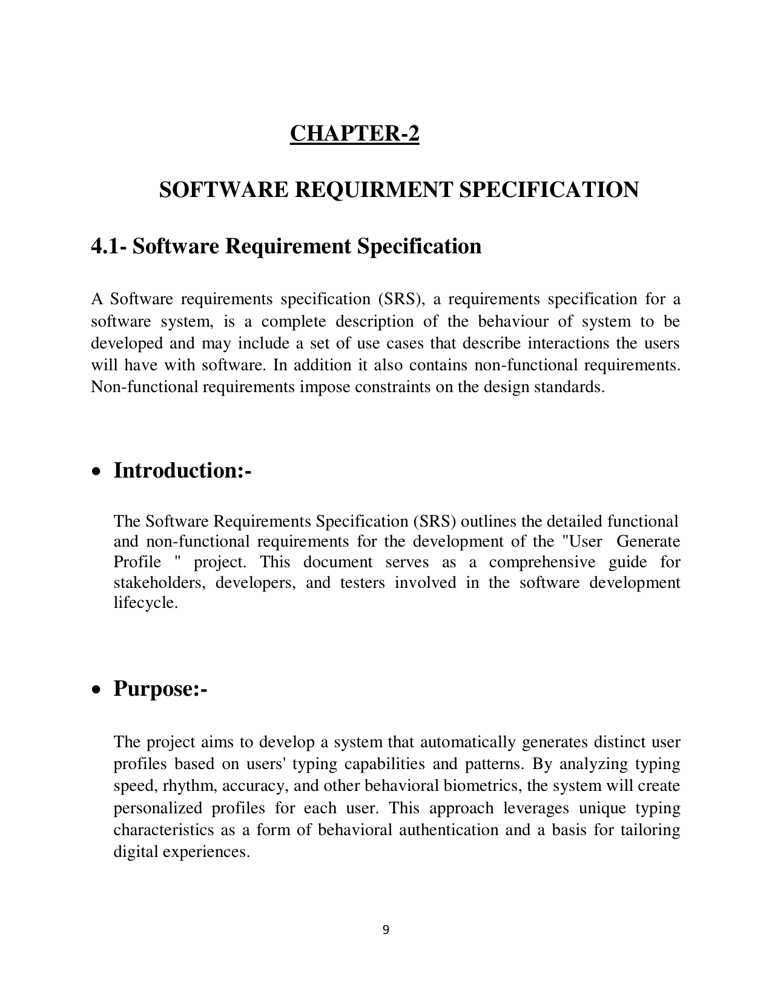 CHAPTER-2
SOFTWARE REQUIRMENT SPECIFICATION
4.1- Software Requirement Specification
A Software requirements specification (SRS), a requirements specification for a
software system, is a complete description of the behaviour of system to be
developed and may include a set of use cases that describe interactions the users
will have with software. In addition it also contains non-functional requirements.
Non-functional requirements impose constraints on the design standards.
• Introduction:-
The Software Requirements Specification (SRS) outlines the detailed functional
and non-functional requirements for the development of the "User Generate
Profile " project. This document serves as a comprehensive guide for
stakeholders, developers, and testers involved in the software development
lifecycle.
• Purpose:-
The project aims to develop a system that automatically generates distinct user
profiles based on users' typing capabilities and patterns. By analyzing typing
speed, rhythm, accuracy, and other behavioral biometrics, the system will create
personalized profiles for each user. This approach leverages unique typing
characteristics as a form of behavioral authentication and a basis for tailoring
digital experiences.
9